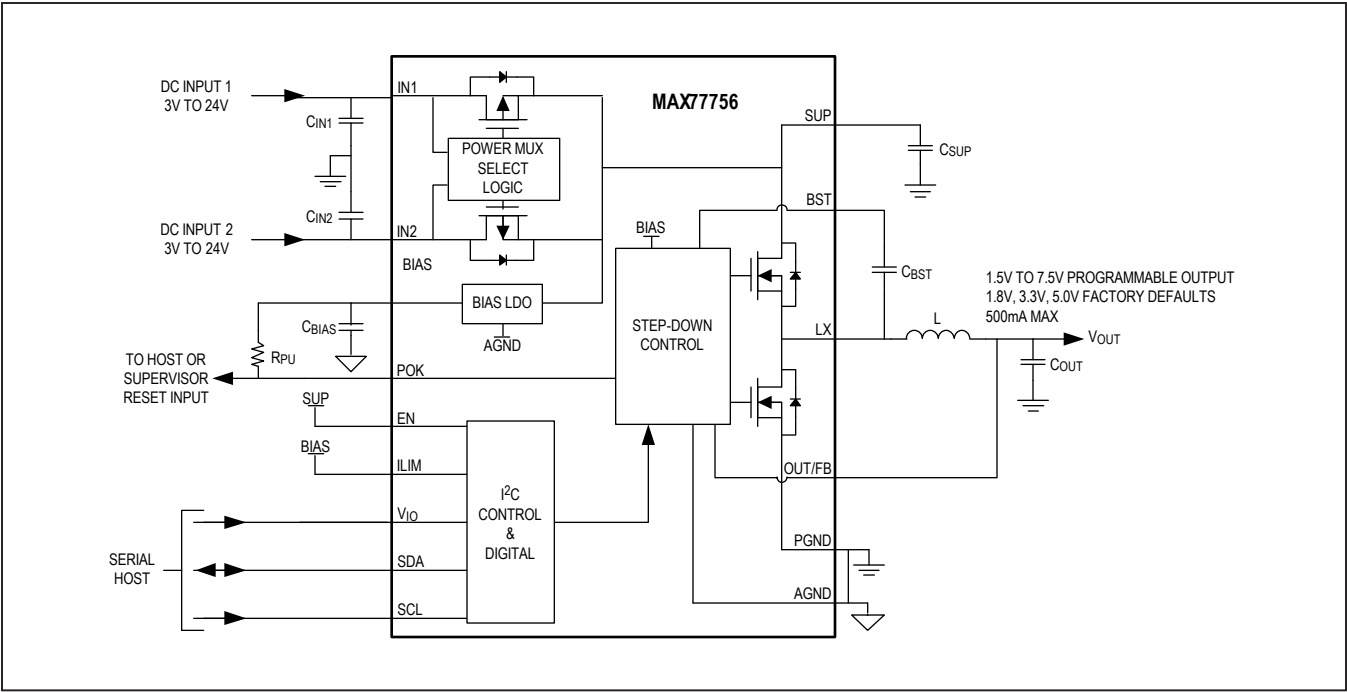 MAX77756
DC INPUT 1
3V TO 24V
CIN1
IN1
POWER MUX
SELECT
LOGIC
SUP
CSUP
CIN2
DC INPUT 2
3V TO 24V
IN2
BIAS
BIAS
BST
CBST
1.5V TO 7.5V PROGRAMMABLE OUTPUT
1.8V, 3.3V, 5.0V FACTORY DEFAULTS
500mA MAX
BIAS LDO
AGND
CBIAS
RPU
STEP-DOWN
CONTROL
LX
L
VOUT
COUT
TO HOST OR
SUPERVISOR
RESET INPUT
POK
SUP
EN
BIAS
ILIM
OUT/FB
I2C
CONTROL
&
DIGITAL
VIO
SERIAL
HOST
SDA
SCL
PGND
AGND